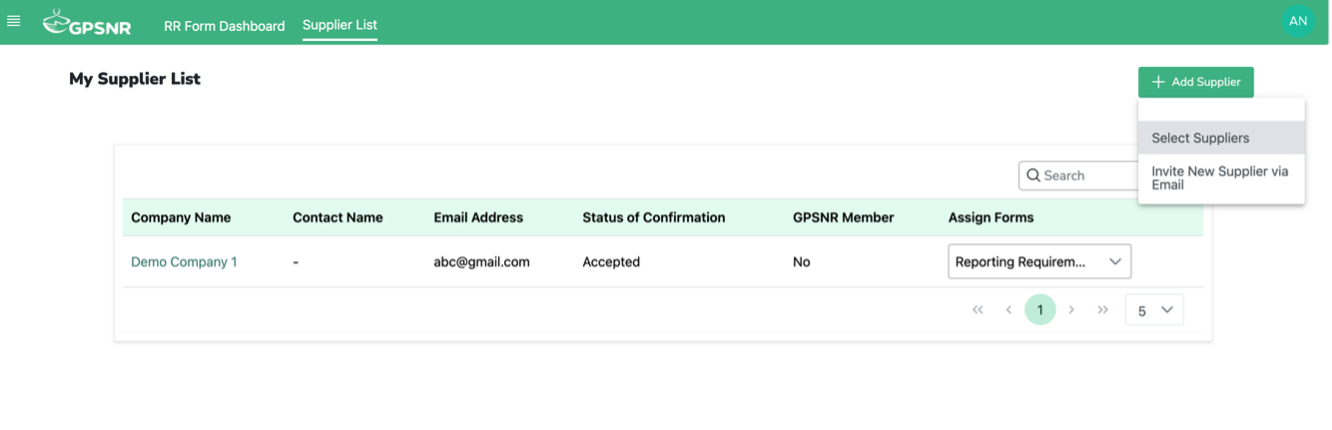 GPSNR RR Form Dashboard Supplier List AN
My Supplier List
Add Supplier
Select Suppliers
Invite New Supplier via
Email
Search
Company Name Contact Name Email Address Status of Confirmation GPSNR Member Assign Forms
Demo Company 1 - abc@gmail.com Accepted No Reporting Requirem...
1 5